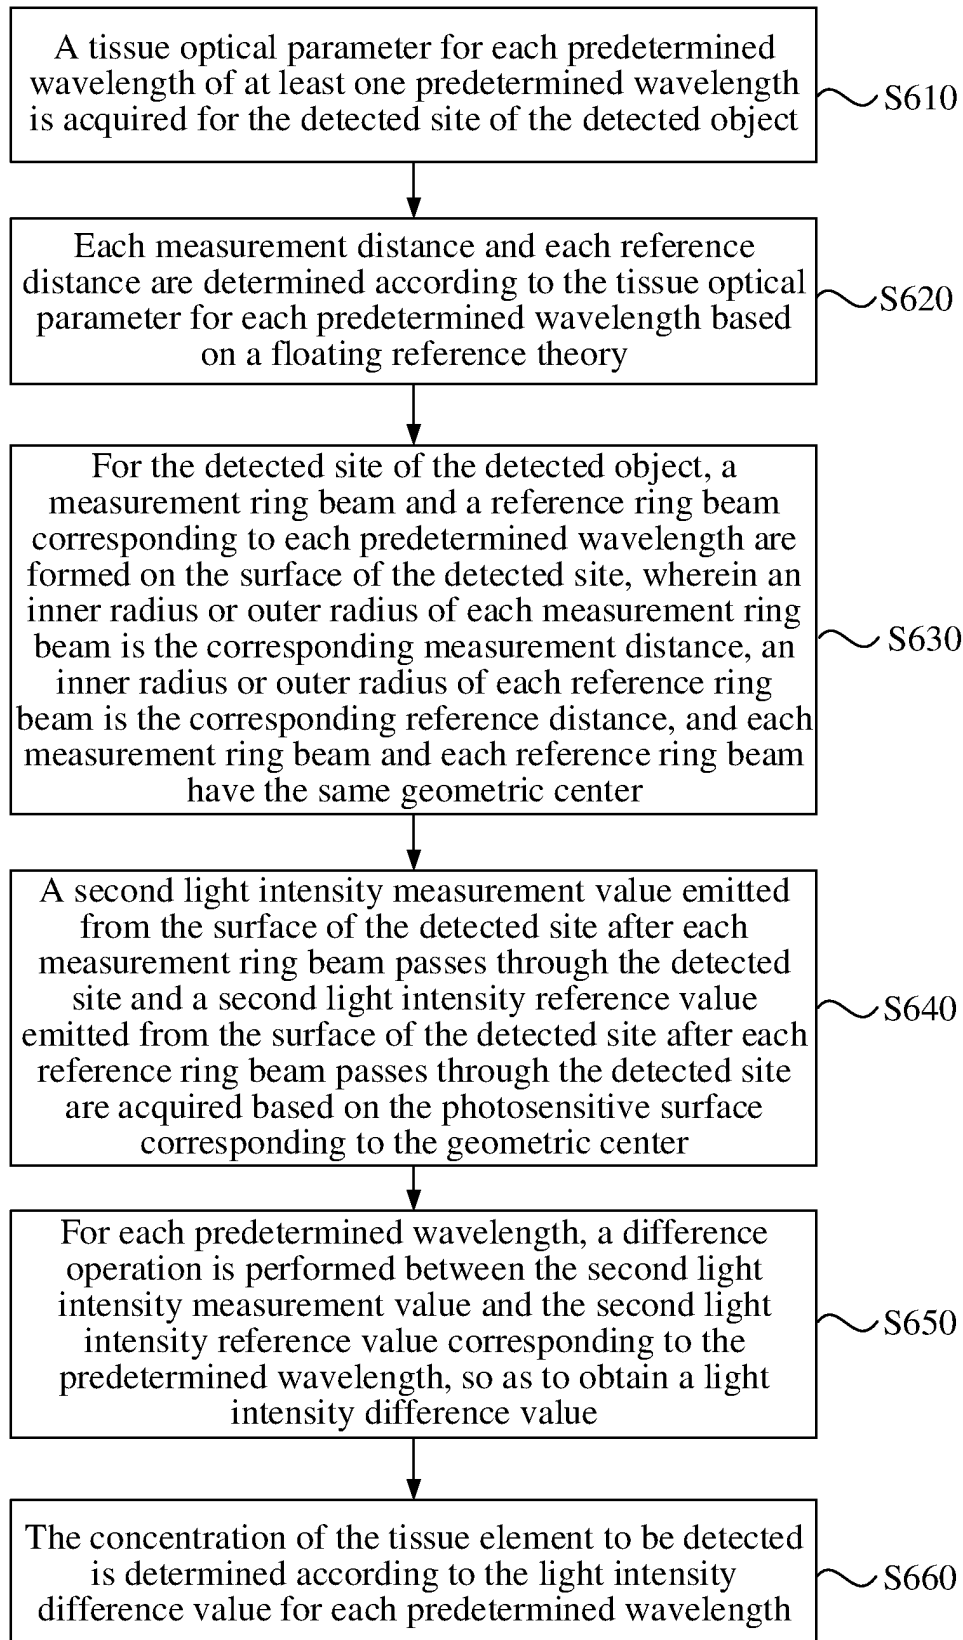 A tissue optical parameter for each predetermined
wavelength of at least one predetermined wavelength
is acquired for the detected site of the detected object
S610
Each measurement distance and each reference
distance are determined according to the tissue optical
parameter for each predetermined wavelength based
on a floating reference theory
S620
For the detected site of the detected object, a
measurement ring beam and a reference ring beam
corresponding to each predetermined wavelength are
formed on the surface of the detected site, wherein an
inner radius or outer radius of each measurement ring
beam is the corresponding measurement distance, an
inner radius or outer radius of each reference ring
beam is the corresponding reference distance, and each
measurement ring beam and each reference ring beam
have the same geometric center
S630
A second light intensity measurement value emitted
from the surface of the detected site after each
measurement ring beam passes through the detected
site and a second light intensity reference value
emitted from the surface of the detected site after each
reference ring beam passes through the detected site
are acquired based on the photosensitive surface
corresponding to the geometric center
S640
For each predetermined wavelength, a difference
operation is performed between the second light
intensity measurement value and the second light
intensity reference value corresponding to the
predetermined wavelength, so as to obtain a light
intensity difference value
S650
The concentration of the tissue element to be detected
is determined according to the light intensity
difference value for each predetermined wavelength
S660